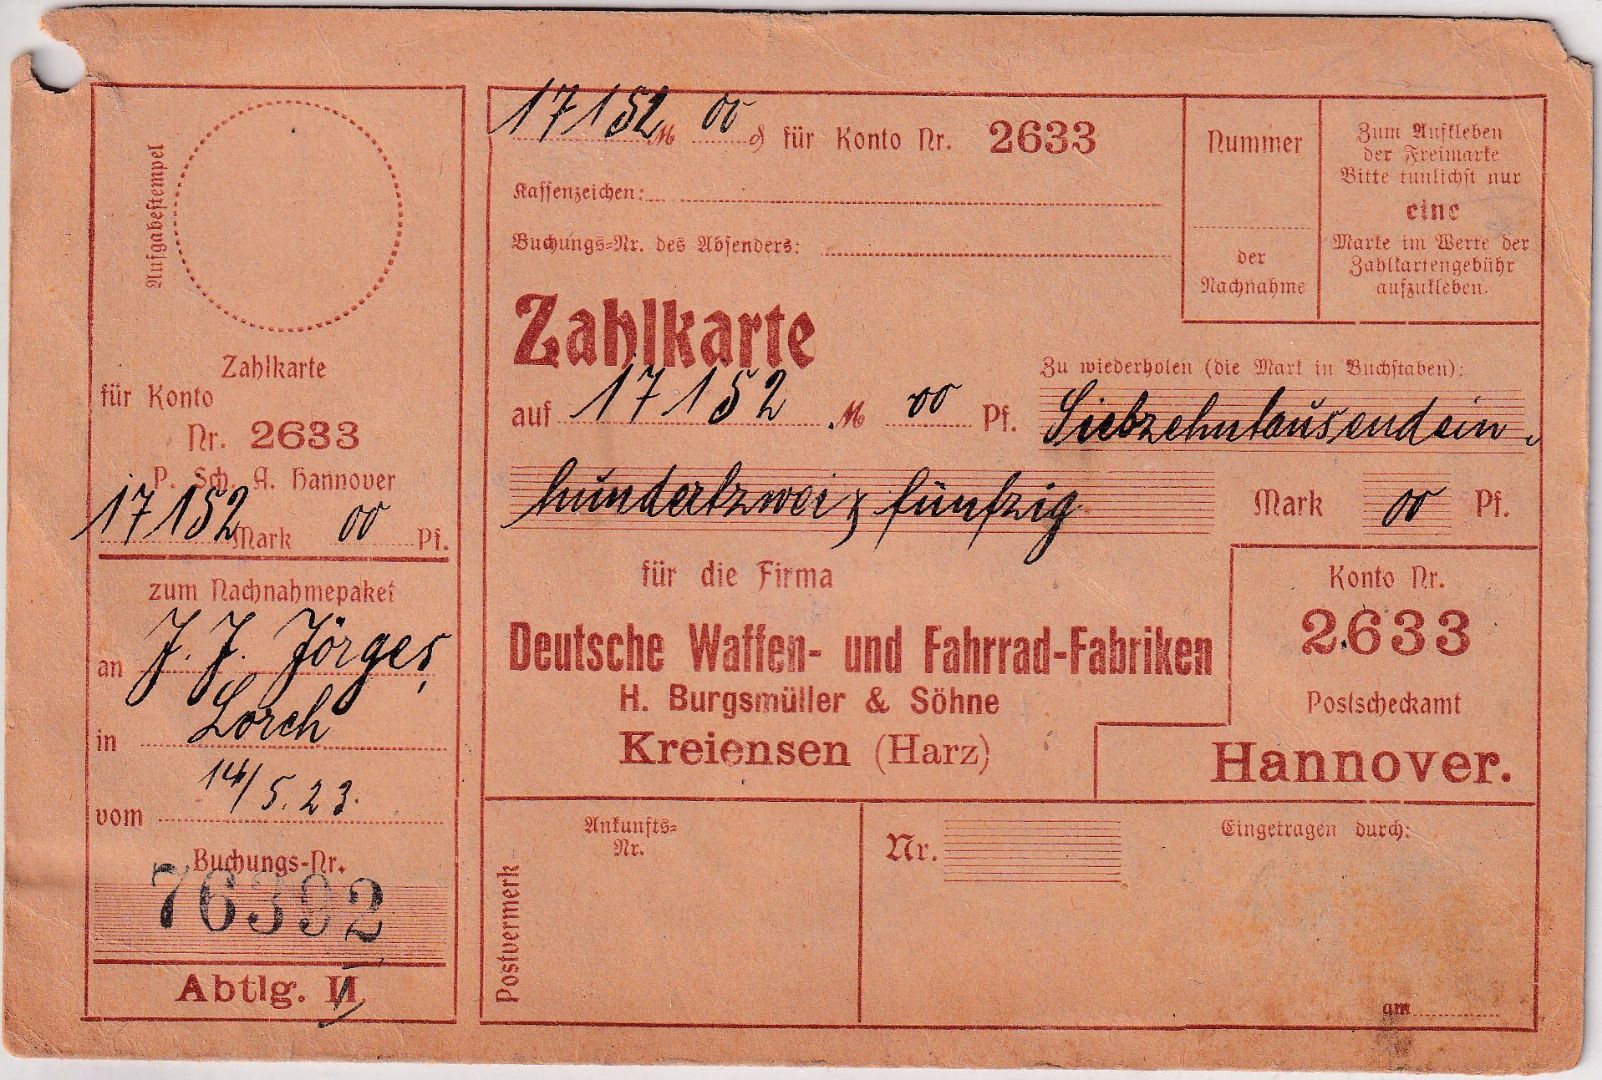 Aufgabestempel
Zahlkarte
für Konto
Nr. 2633
P. Sch. A. Hannover
17152 Mark 00 Pf.
zum Nachnahmepaket
an J. J. Jörges,
in Lorch
vom 14/5.23.
Buchungs-Nr.
76392
Abtlg. II
17152 M 00 ₰ für Konto Nr. 2633
Kassenzeichen:
Buchungs=Nr. des Absenders:
Nummer
der
Nachnahme
Zum Aufkleben
der Freimarke
Bitte tunlichst nur
eine
Marke im Werte der
Zahlkartengebühr
aufzukleben.
Zahlkarte
Zu wiederholen (die Mark in Buchstaben):
auf 17152 M 00 Pf. Siebzehntausendein-
hundertzwei & fünfzig Mark 00 Pf.
für die Firma
Deutsche Waffen- und Fahrrad-Fabriken
H. Burgsmüller & Söhne
Kreiensen (Harz)
Konto Nr.
2633
Postscheckamt
Hannover.
Postvermerk
Ankunfts=
Nr.
Nr.
Eingetragen durch:
am